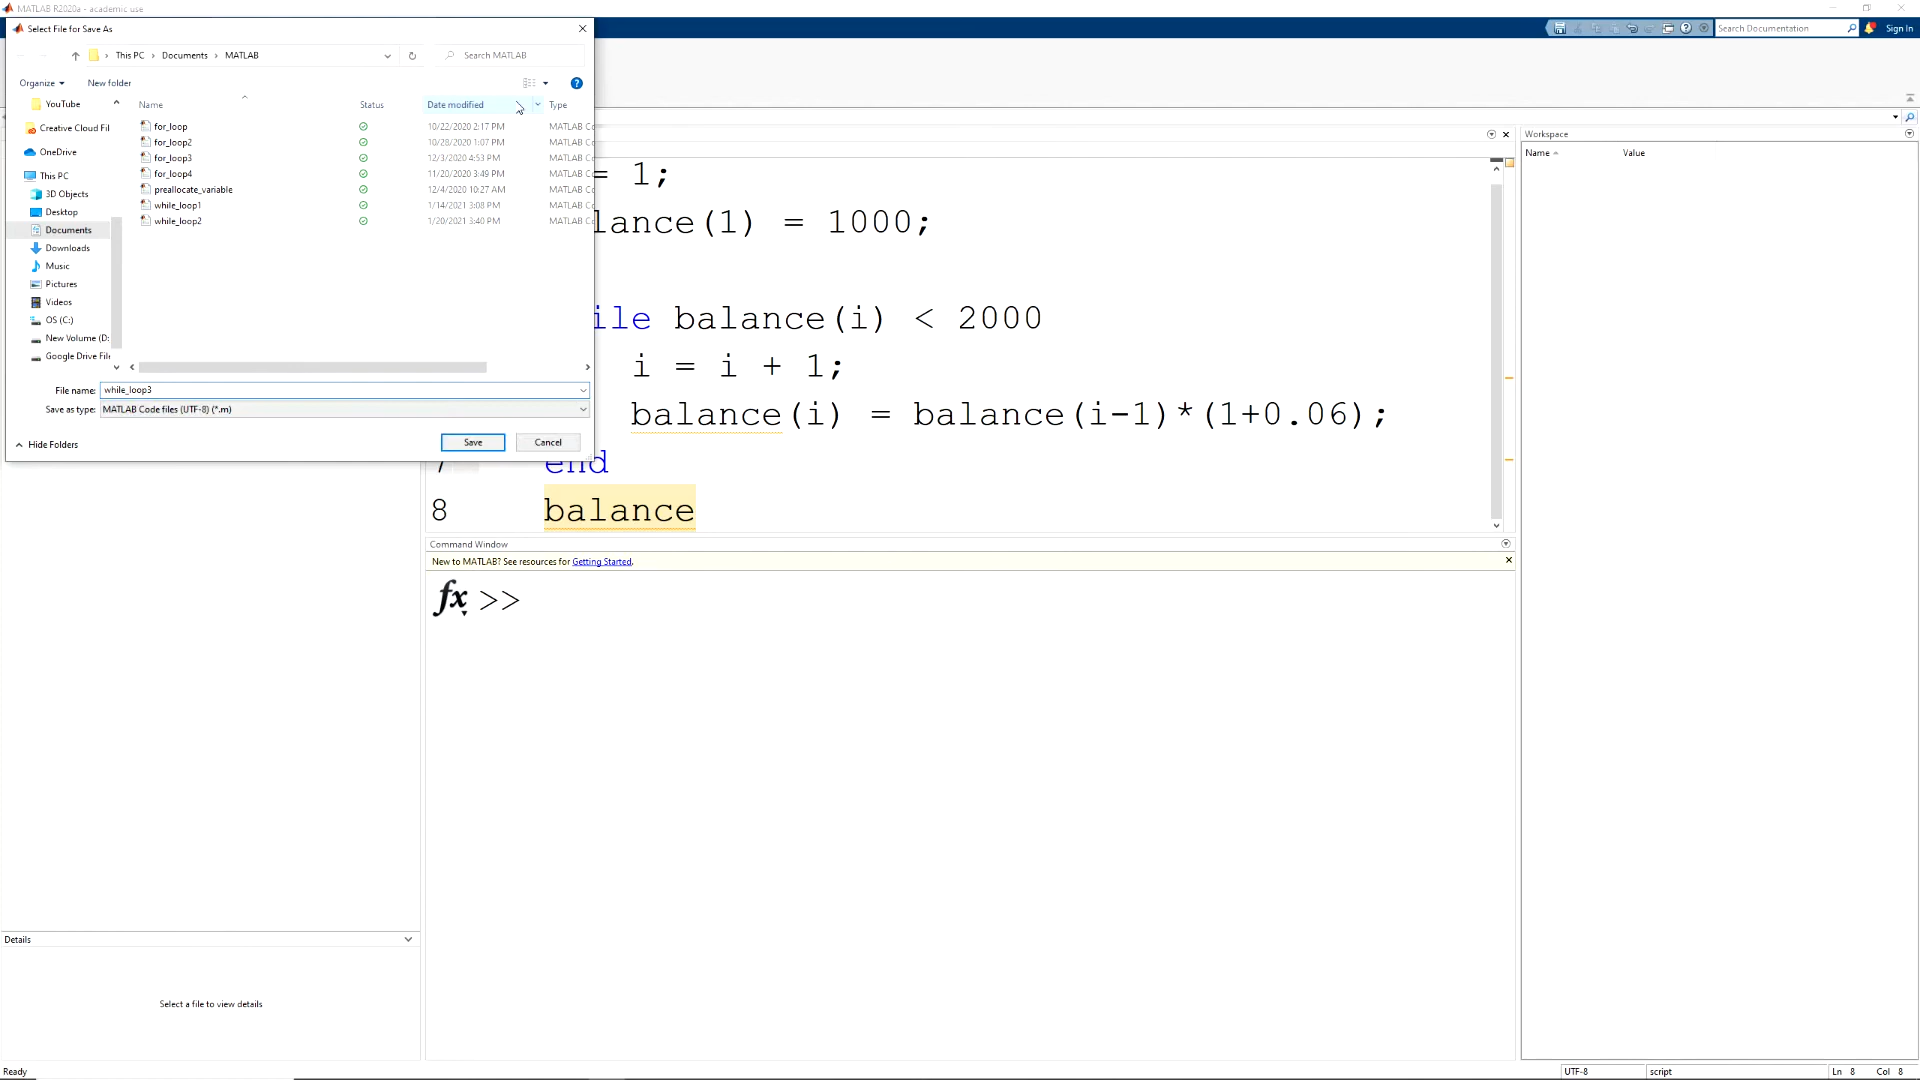 MATLAB R2020a - academic use
Select File for Save As
Search Documentation
Sign In
This PC > Documents > MATLAB
Search MATLAB
Organize
New folder
YouTube
Creative Cloud Fil
OneDrive
This PC
3D Objects
Desktop
Documents
Downloads
Music
Pictures
Videos
OS (C:)
New Volume (D:
Google Drive File
Name Status Date modified Type
for_loop 10/22/2020 2:17 PM MATLAB Co
for_loop2 10/28/2020 1:07 PM MATLAB Co
for_loop3 12/3/2020 4:53 PM MATLAB Co
for_loop4 11/20/2020 3:49 PM MATLAB Co
preallocate_variable 12/4/2020 10:27 AM MATLAB Co
while_loop1 1/14/2021 3:08 PM MATLAB Co
while_loop2 1/20/2021 3:40 PM MATLAB Co
File name: while_loop3
Save as type: MATLAB Code files (UTF-8) (*.m)
Hide Folders
Save
Cancel
= 1;
lance(1) = 1000;
ile balance(i) < 2000
i = i + 1;
balance(i) = balance(i-1)*(1+0.06);
7 end
8 balance
Command Window
New to MATLAB? See resources for Getting Started.
fx >>
Workspace
Name Value
Details
Select a file to view details
Ready
UTF-8
script
Ln 8 Col 8